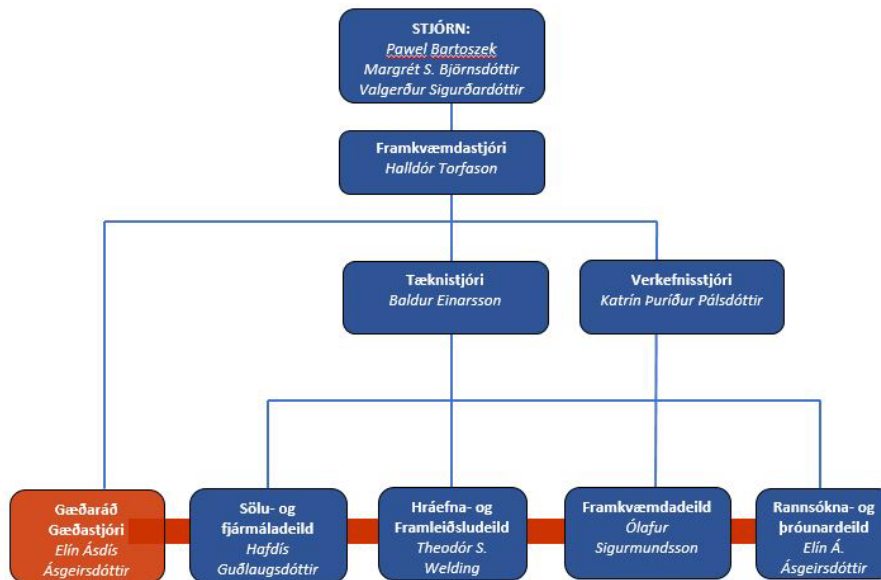 STJÓRN:
Pawel Bartoszek
Margrét S. Björnsdóttir
Valgerður Sigurðardóttir
Framkvæmdastjóri
Halldór Torfason
Tæknistjóri
Baldur Einarsson
Verkefnisstjóri
Katrín Þuríður Pálsdóttir
Gæðaráð
Gæðastjóri
Elín Ásdís
Ásgeirsdóttir
Sölu- og
fjármáladeild
Hafdís
Guðlaugsdóttir
Hráefna- og
Framleiðsludeild
Theodór S.
Welding
Framkvæmdadeild
Ólafur
Sigurmundsson
Rannsókna- og
þróunardeild
Elín Á.
Ásgeirsdóttir